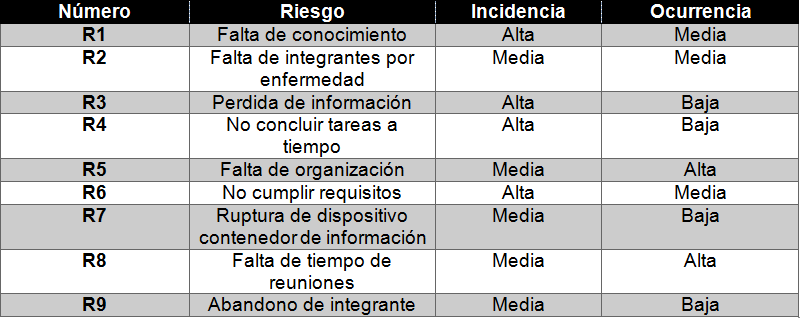 Número Riesgo Incidencia Ocurrencia
R1 Falta de conocimiento Alta Media
R2 Falta de integrantes por Media Media
enfermedad
R3 Perdida de información Alta Baja
R4 No concluir tareas a Alta Baja
tiempo
R5 Falta de organización Media Alta
R6 No cumplir requisitos Alta Media
R7 Ruptura de dispositivo Media Baja
contenedor de información
R8 Falta de tiempo de Media Alta
reuniones
R9 Abandono de integrante Media Baja